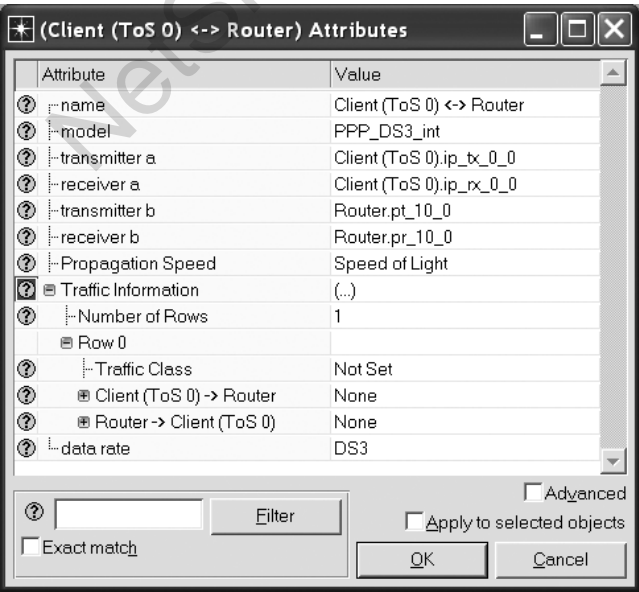 (Client (ToS 0) <-> Router) Attributes
Attribute Value
name Client (ToS 0) <-> Router
model PPP_DS3_int
transmitter a Client (ToS 0).ip_tx_0_0
receiver a Client (ToS 0).ip_rx_0_0
transmitter b Router.pt_10_0
receiver b Router.pr_10_0
Propagation Speed Speed of Light
Traffic Information (...)
Number of Rows 1
Row 0
Traffic Class Not Set
Client (ToS 0) -> Router None
Router -> Client (ToS 0) None
data rate DS3
Advanced
Filter
Apply to selected objects
Exact match
OK Cancel